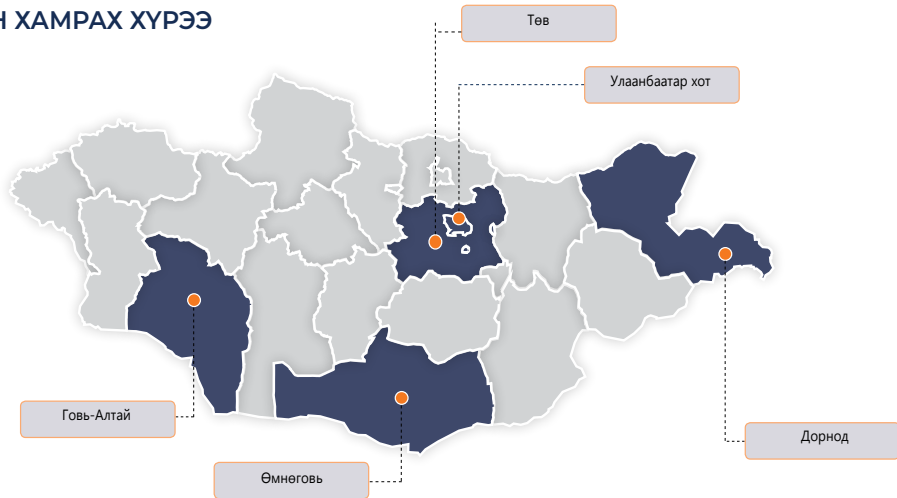 Н ХАМРАХ ХҮРЭЭ
Төв
Улаанбаатар хот
Говь-Алтай
Дорнод
Өмнөговь